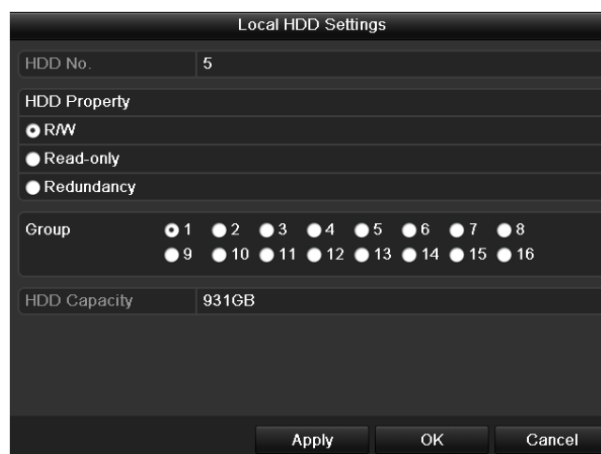 Local HDD Settings
HDD No. 5
HDD Property
R/W
Read-only
Redundancy
Group 1 2 3 4 5 6 7 8
9 10 11 12 13 14 15 16
HDD Capacity 931GB
Apply OK Cancel